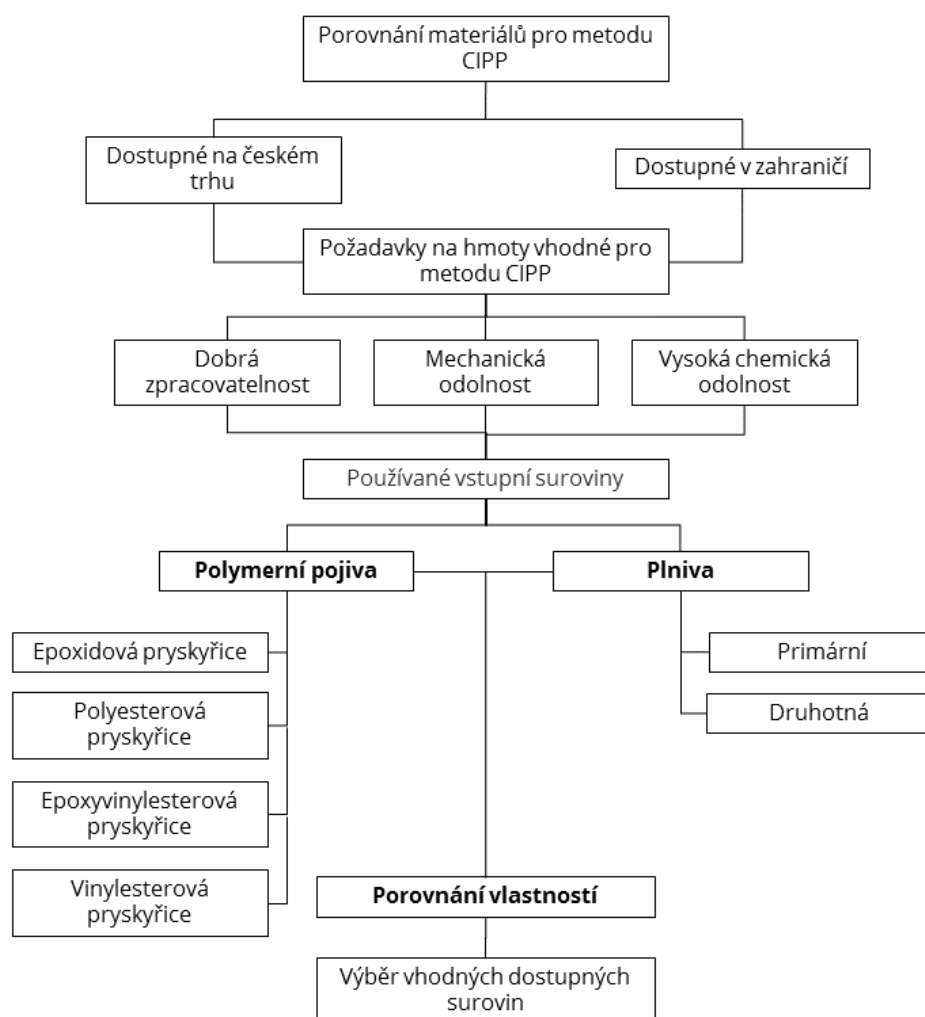 Porovnání materiálů pro metodu
CIPP
Dostupné na českém
trhu
Dostupné v zahraničí
Požadavky na hmoty vhodné pro
metodu CIPP
Dobrá
zpracovatelnost
Mechanická
odolnost
Vysoká chemická
odolnost
Používané vstupní suroviny
Polymerní pojiva
Plniva
Epoxidová pryskyřice
Polyesterová
pryskyřice
Epoxyvinylesterová
pryskyřice
Vinylesterová
pryskyřice
Primární
Druhotná
Porovnání vlastností
Výběr vhodných dostupných
surovin